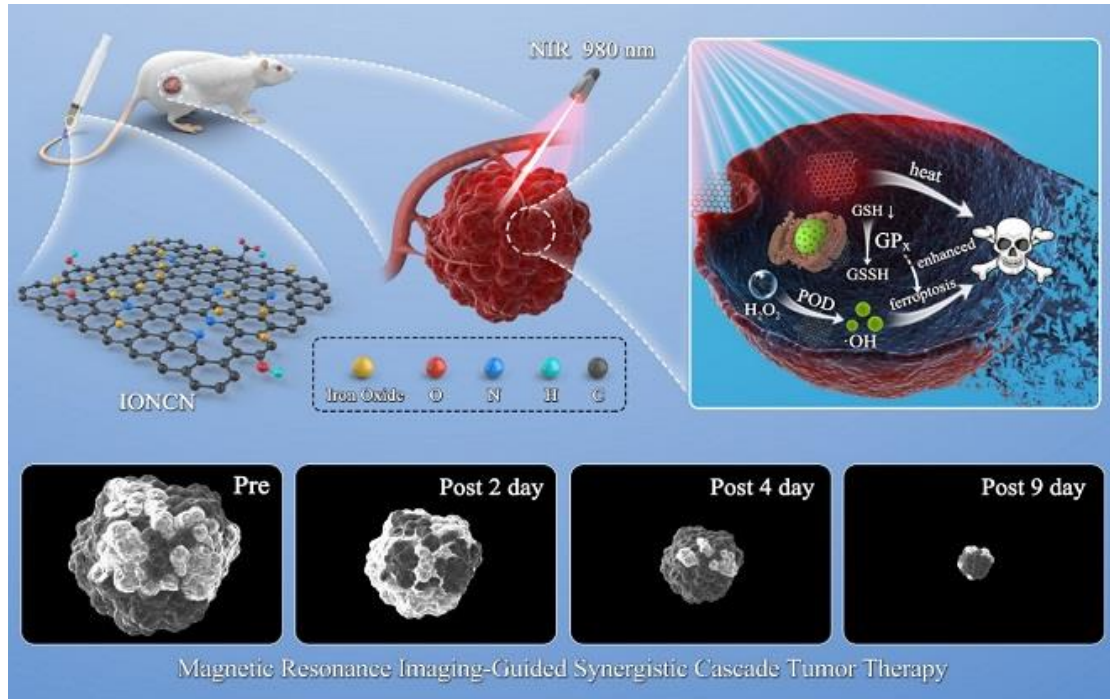 NIR 980 nm
heat
GSH ↓
GPx
GSSH
enhanced
ferroptosis
H2O2
POD
·OH
IONCN
Iron Oxide O N H C
Pre
Post 2 day
Post 4 day
Post 9 day
Magnetic Resonance Imaging-Guided Synergistic Cascade Tumor Therapy